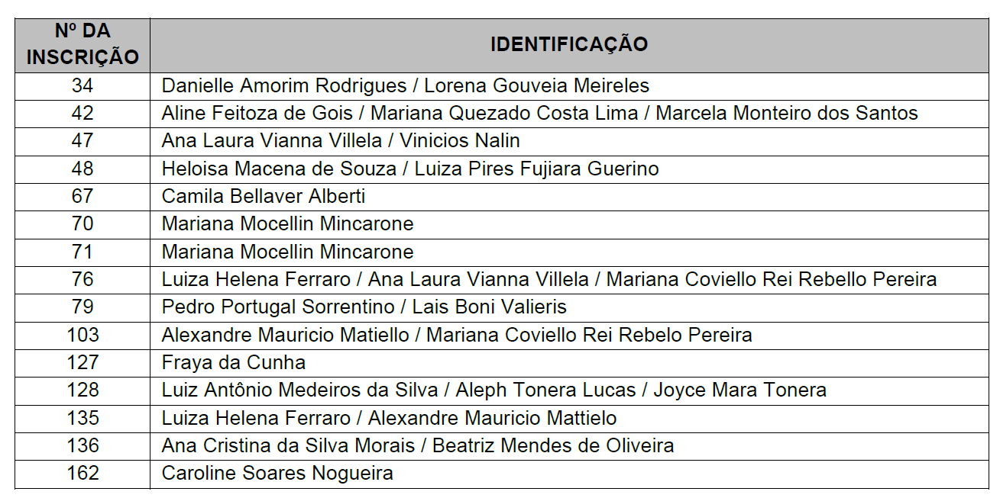 Nº DA
INSCRIÇÃO
IDENTIFICAÇÃO
34 Danielle Amorim Rodrigues / Lorena Gouveia Meireles
42 Aline Feitoza de Gois / Mariana Quezado Costa Lima / Marcela Monteiro dos Santos
47 Ana Laura Vianna Villela / Vinicios Nalin
48 Heloisa Macena de Souza / Luiza Pires Fujiara Guerino
67 Camila Bellaver Alberti
70 Mariana Mocellin Mincarone
71 Mariana Mocellin Mincarone
76 Luiza Helena Ferraro / Ana Laura Vianna Villela / Mariana Coviello Rei Rebello Pereira
79 Pedro Portugal Sorrentino / Lais Boni Valieris
103 Alexandre Mauricio Matiello / Mariana Coviello Rei Rebelo Pereira
127 Fraya da Cunha
128 Luiz Antônio Medeiros da Silva / Aleph Tonera Lucas / Joyce Mara Tonera
135 Luiza Helena Ferraro / Alexandre Mauricio Mattielo
136 Ana Cristina da Silva Morais / Beatriz Mendes de Oliveira
162 Caroline Soares Nogueira